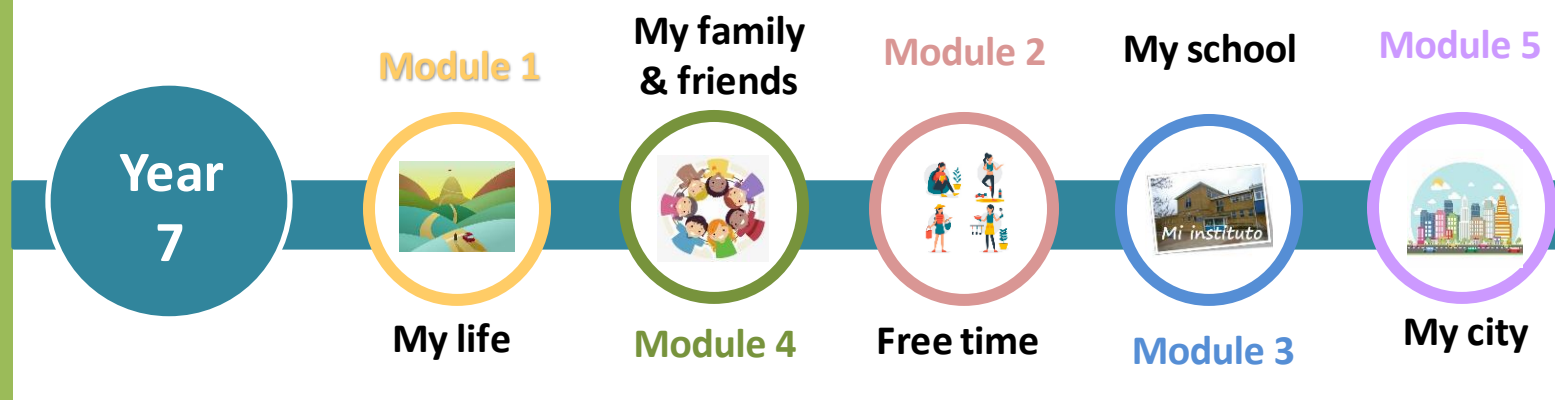 Year
7
Module 1
My life
My family
& friends
Module 4
Module 2
Free time
My school
Mi instituto
Module 3
Module 5
My city